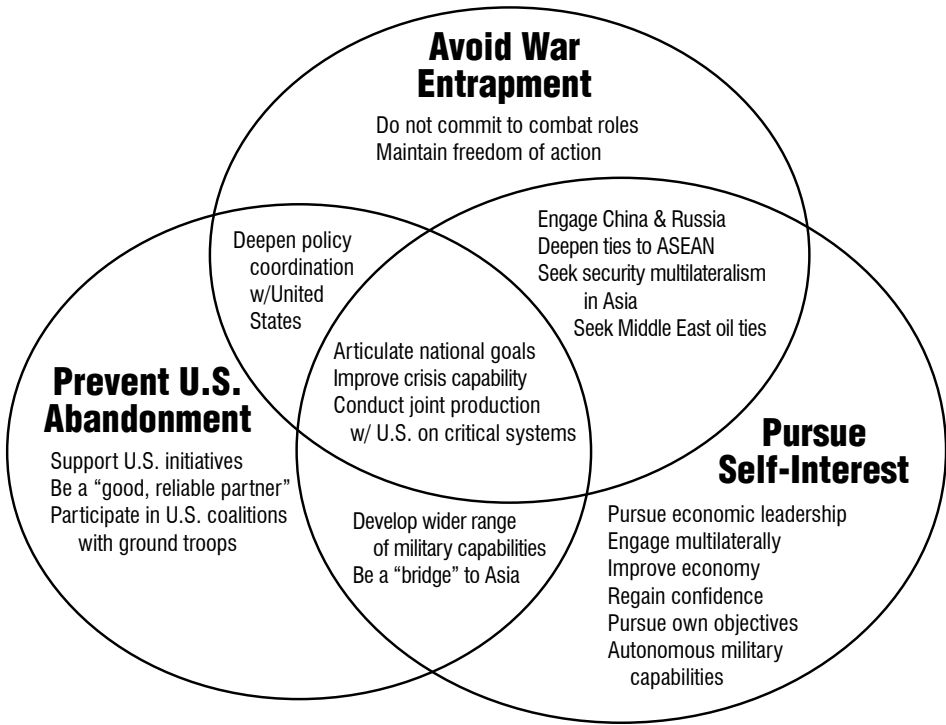 Avoid War
Entrapment
Do not commit to combat roles
Maintain freedom of action
Deepen policy
coordination
w/United
States
Engage China & Russia
Deepen ties to ASEAN
Seek security multilateralism
in Asia
Seek Middle East oil ties
Articulate national goals
Improve crisis capability
Conduct joint production
w/ U.S. on critical systems
Prevent U.S.
Abandonment
Support U.S. initiatives
Be a “good, reliable partner”
Participate in U.S. coalitions
with ground troops
Develop wider range
of military capabilities
Be a “bridge” to Asia
Pursue
Self-Interest
Pursue economic leadership
Engage multilaterally
Improve economy
Regain confidence
Pursue own objectives
Autonomous military
capabilities